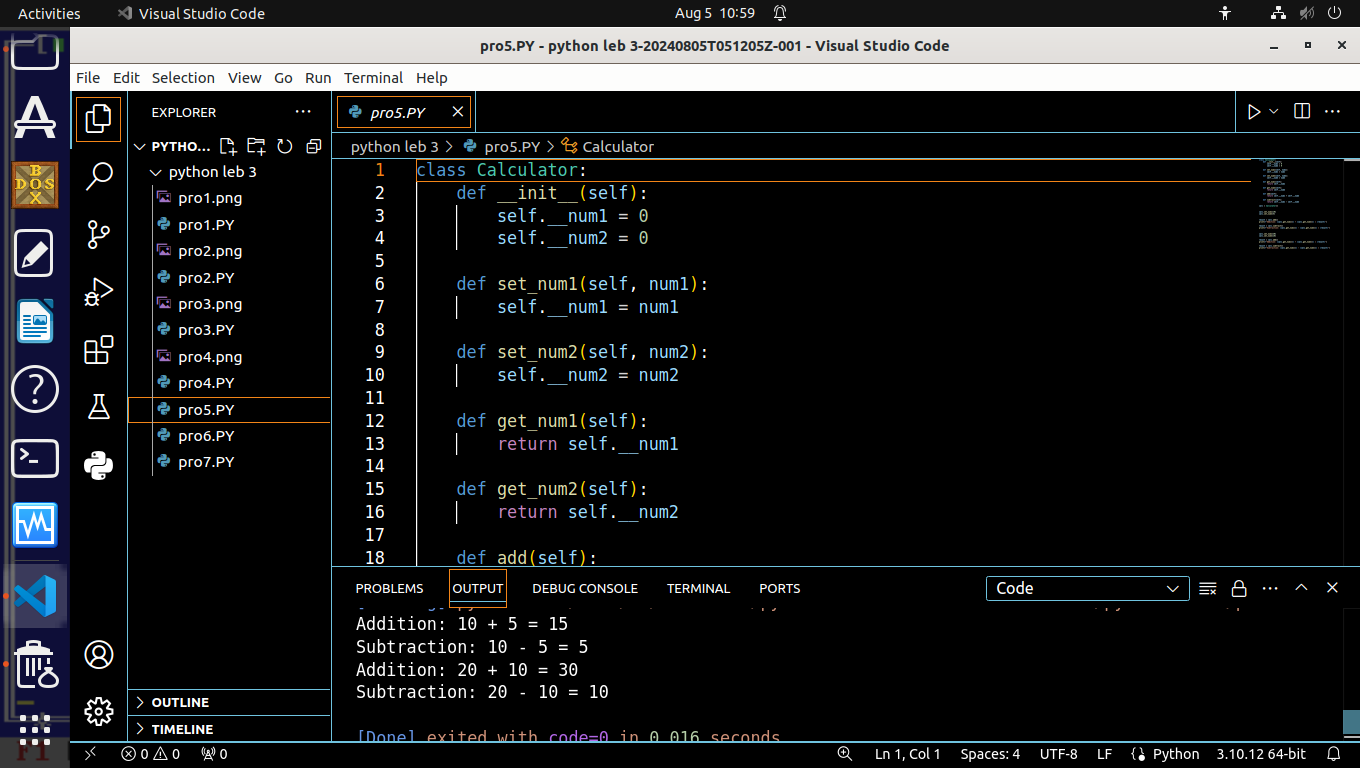 Activities
Visual Studio Code
Aug 5 10:59
pro5.PY - python leb 3-20240805T051205Z-001 - Visual Studio Code
File Edit Selection View Go Run Terminal Help
EXPLORER
PYTHO...
python leb 3
pro1.png
pro1.PY
pro2.png
pro2.PY
pro3.png
pro3.PY
pro4.png
pro4.PY
pro5.PY
pro6.PY
pro7.PY
OUTLINE
TIMELINE
pro5.PY
python leb 3 > pro5.PY > Calculator
1 class Calculator:
2     def __init__(self):
3         self.__num1 = 0
4         self.__num2 = 0
5
6     def set_num1(self, num1):
7         self.__num1 = num1
8
9     def set_num2(self, num2):
10         self.__num2 = num2
11
12     def get_num1(self):
13         return self.__num1
14
15     def get_num2(self):
16         return self.__num2
17
18     def add(self):
PROBLEMS OUTPUT DEBUG CONSOLE TERMINAL PORTS
Code
Addition: 10 + 5 = 15
Subtraction: 10 - 5 = 5
Addition: 20 + 10 = 30
Subtraction: 20 - 10 = 10
[Done] exited with code=0 in 0.016 seconds
0 0 0
Ln 1, Col 1 Spaces: 4 UTF-8 LF Python 3.10.12 64-bit
BOX
DOS